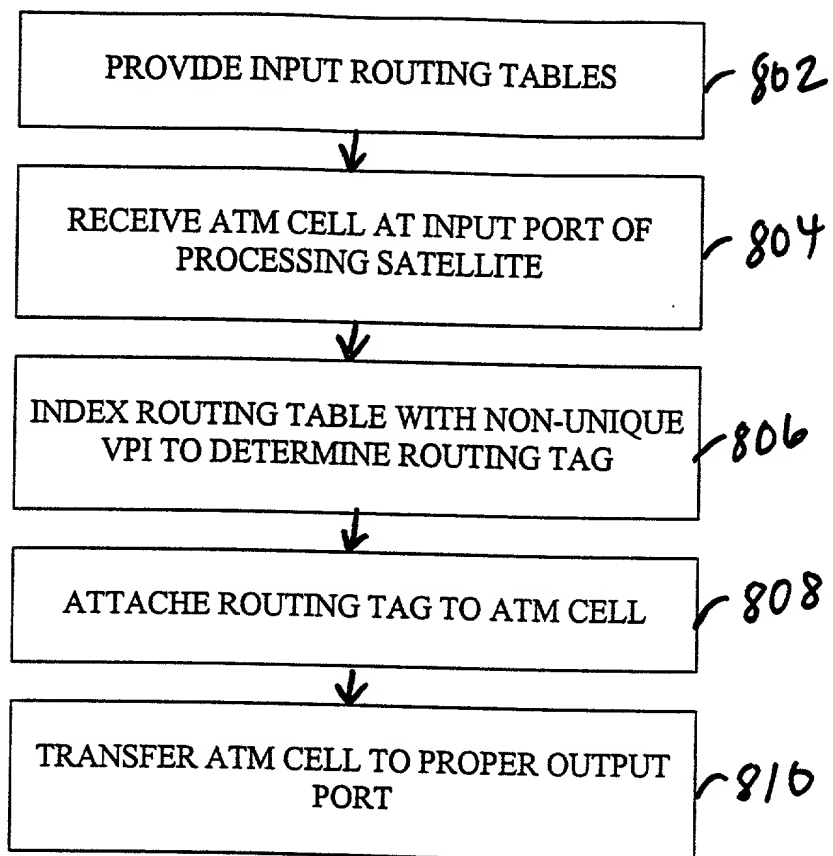 PROVIDE INPUT ROUTING TABLES
802
RECEIVE ATM CELL AT INPUT PORT OF
PROCESSING SATELLITE
804
INDEX ROUTING TABLE WITH NON-UNIQUE
VPI TO DETERMINE ROUTING TAG
806
ATTACHE ROUTING TAG TO ATM CELL
808
TRANSFER ATM CELL TO PROPER OUTPUT
PORT
810